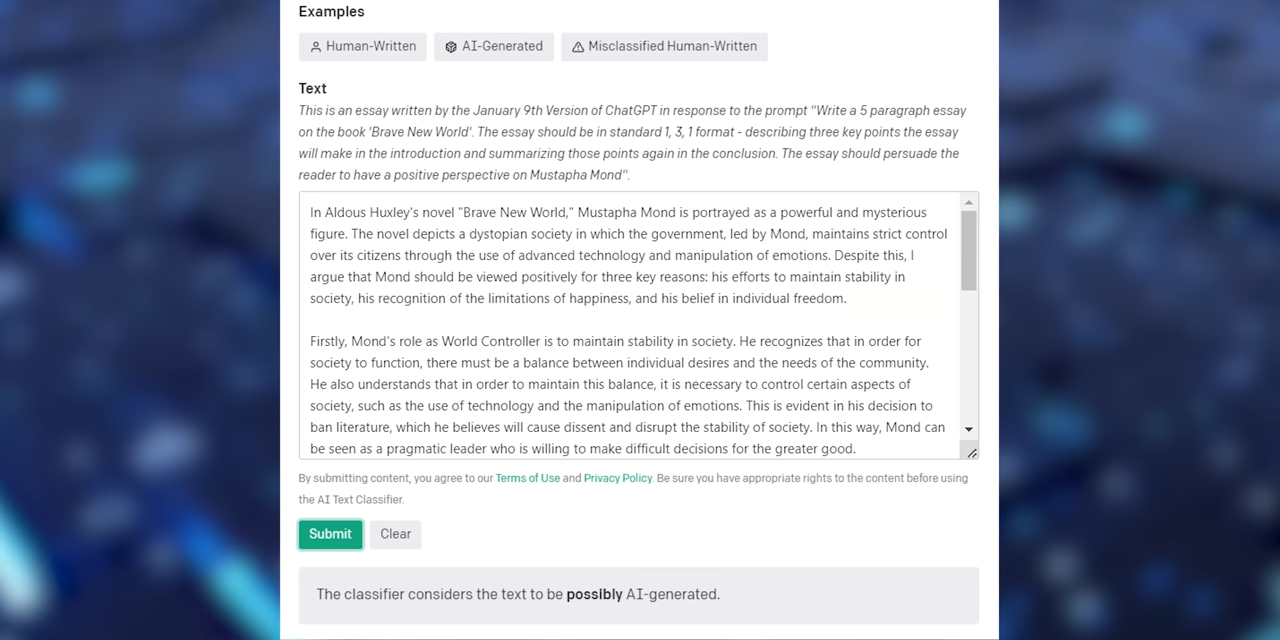 Examples
Human-Written AI-Generated Misclassified Human-Written
Text
This is an essay written by the January 9th Version of ChatGPT in response to the prompt "Write a 5 paragraph essay
on the book 'Brave New World'. The essay should be in standard 1, 3, 1 format - describing three key points the essay
will make in the introduction and summarizing those points again in the conclusion. The essay should persuade the
reader to have a positive perspective on Mustapha Mond".
In Aldous Huxley's novel "Brave New World," Mustapha Mond is portrayed as a powerful and mysterious
figure. The novel depicts a dystopian society in which the government, led by Mond, maintains strict control
over its citizens through the use of advanced technology and manipulation of emotions. Despite this, I
argue that Mond should be viewed positively for three key reasons: his efforts to maintain stability in
society, his recognition of the limitations of happiness, and his belief in individual freedom.
Firstly, Mond's role as World Controller is to maintain stability in society. He recognizes that in order for
society to function, there must be a balance between individual desires and the needs of the community.
He also understands that in order to maintain this balance, it is necessary to control certain aspects of
society, such as the use of technology and the manipulation of emotions. This is evident in his decision to
ban literature, which he believes will cause dissent and disrupt the stability of society. In this way, Mond can
be seen as a pragmatic leader who is willing to make difficult decisions for the greater good.
By submitting content, you agree to our Terms of Use and Privacy Policy. Be sure you have appropriate rights to the content before using
the AI Text Classifier.
Submit Clear
The classifier considers the text to be possibly AI-generated.